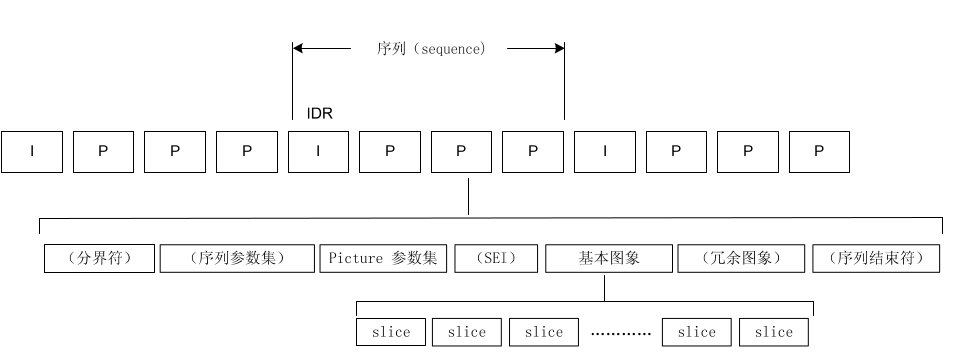 序列（sequence)
IDR
I P P P I P P P I P P P
（分界符） （序列参数集） Picture 参数集 （SEI） 基本图象 （冗余图象） （序列结束符）
slice slice slice ………… slice slice